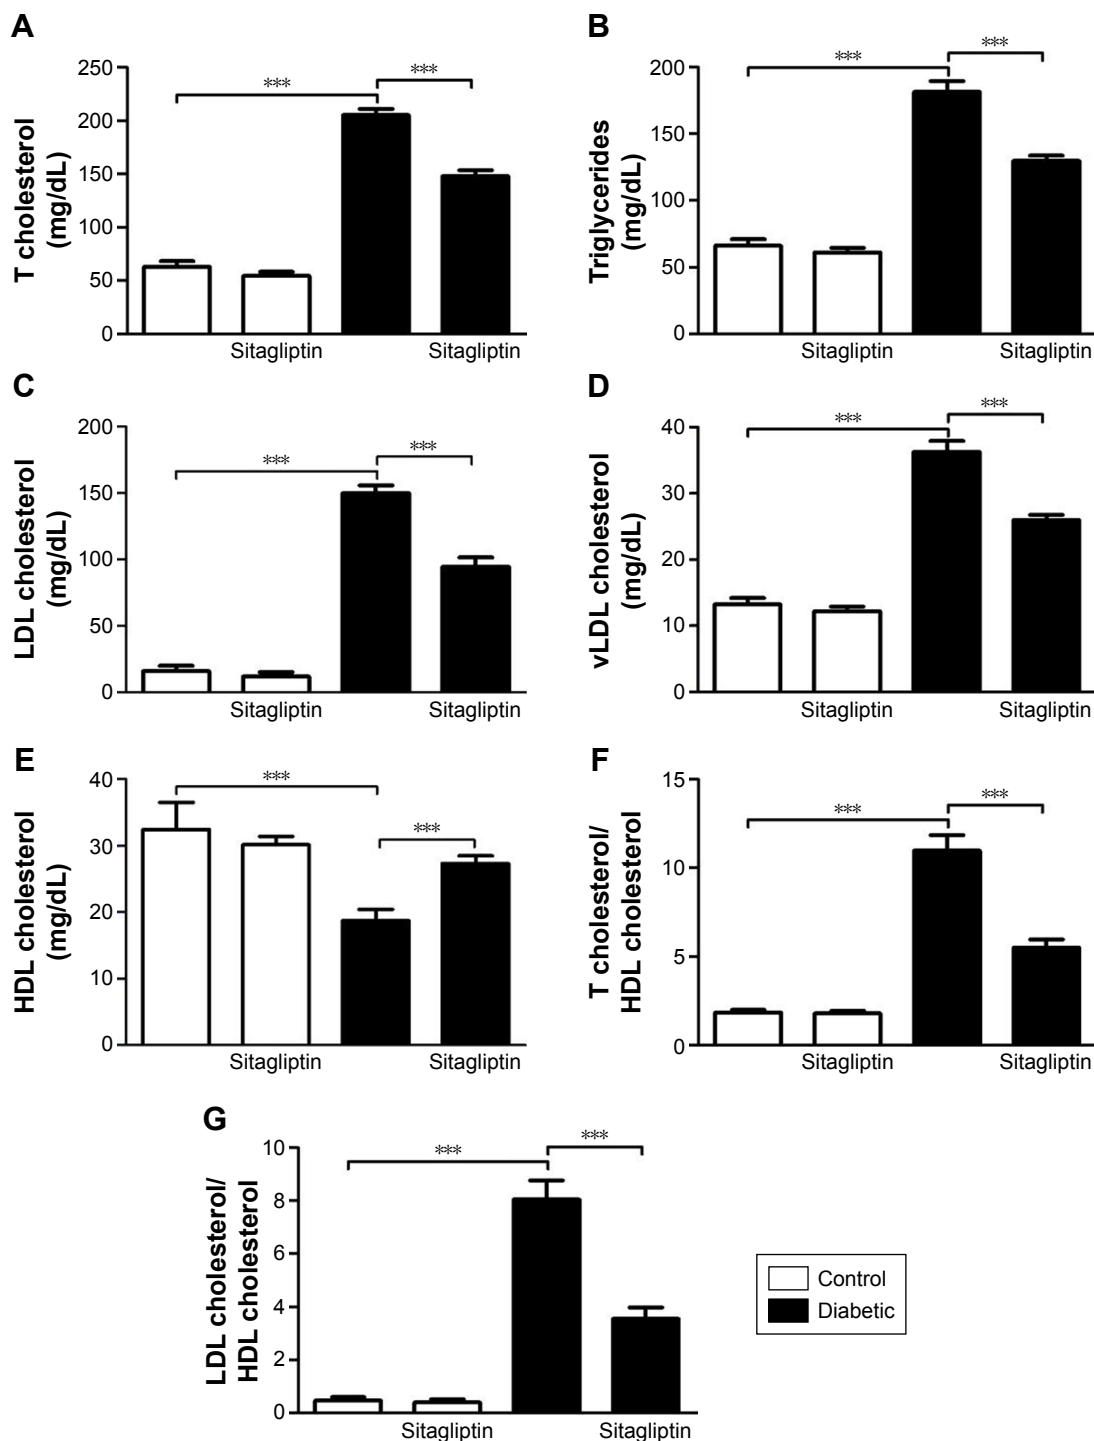 A
T cholesterol
(mg/dL)
250
200
150
100
50
0
***
***
Sitagliptin
Sitagliptin
B
Triglycerides
(mg/dL)
200
150
100
50
0
***
***
Sitagliptin
Sitagliptin
C
LDL cholesterol
(mg/dL)
200
150
100
50
0
***
***
Sitagliptin
Sitagliptin
D
vLDL cholesterol
(mg/dL)
40
30
20
10
0
***
***
Sitagliptin
Sitagliptin
E
HDL cholesterol
(mg/dL)
40
30
20
10
0
***
***
Sitagliptin
Sitagliptin
F
T cholesterol/
HDL cholesterol
15
10
5
0
***
***
Sitagliptin
Sitagliptin
G
LDL cholesterol/
HDL cholesterol
10
8
6
4
2
0
***
***
Sitagliptin
Sitagliptin
Control
Diabetic